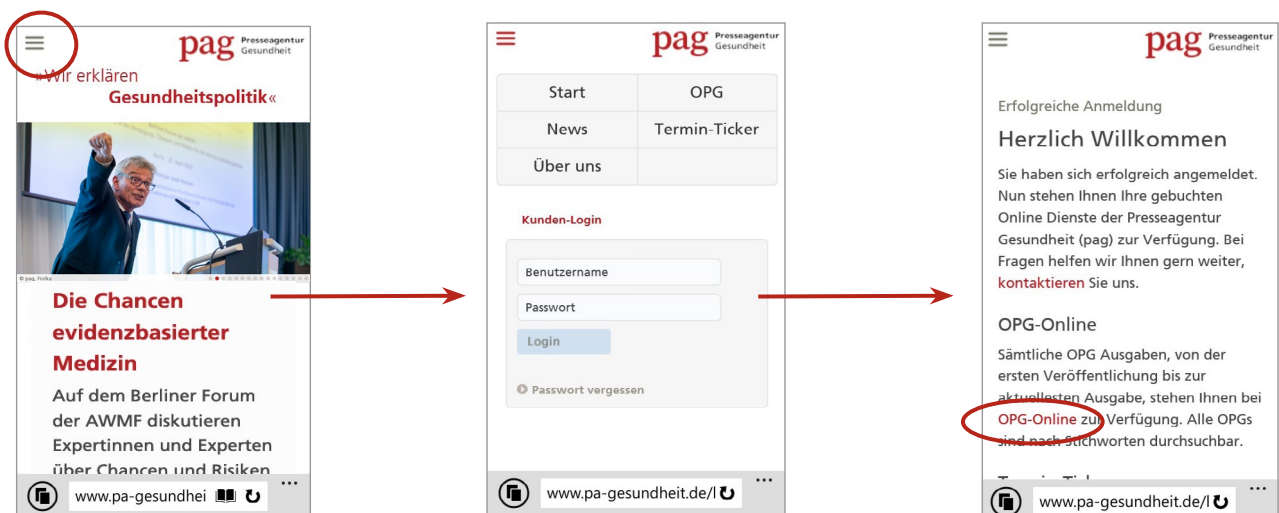 pag Presseagentur
Gesundheit
»Wir erklären
Gesundheitspolitik«
© pag, Fiolka
Die Chancen
evidenzbasierter
Medizin
Auf dem Berliner Forum
der AWMF diskutieren
Expertinnen und Experten
über Chancen und Risiken
www.pa-gesundhei
...
pag Presseagentur
Gesundheit
Start OPG
News Termin-Ticker
Über uns
Kunden-Login
Benutzername
Passwort
Login
Passwort vergessen
www.pa-gesundheit.de/l
...
pag Presseagentur
Gesundheit
Erfolgreiche Anmeldung
Herzlich Willkommen
Sie haben sich erfolgreich angemeldet.
Nun stehen Ihnen Ihre gebuchten
Online Dienste der Presseagentur
Gesundheit (pag) zur Verfügung. Bei
Fragen helfen wir Ihnen gern weiter,
kontaktieren Sie uns.
OPG-Online
Sämtliche OPG Ausgaben, von der
ersten Veröffentlichung bis zur
aktuellesten Ausgabe, stehen Ihnen bei
OPG-Online zur Verfügung. Alle OPGs
sind nach Stichworten durchsuchbar.
www.pa-gesundheit.de/l
...